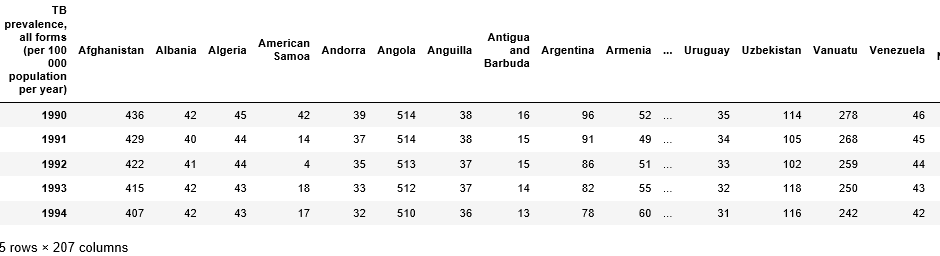 TB prevalence, all forms (per 100 000 population per year) Afghanistan Albania Algeria American Samoa Andorra Angola Anguilla Antigua and Barbuda Argentina Armenia ... Uruguay Uzbekistan Vanuatu Venezuela
1990 436 42 45 42 39 514 38 16 96 52 ... 35 114 278 46
1991 429 40 44 14 37 514 38 15 91 49 ... 34 105 268 45
1992 422 41 44 4 35 513 37 15 86 51 ... 33 102 259 44
1993 415 42 43 18 33 512 37 14 82 55 ... 32 118 250 43
1994 407 42 43 17 32 510 36 13 78 60 ... 31 116 242 42
5 rows × 207 columns